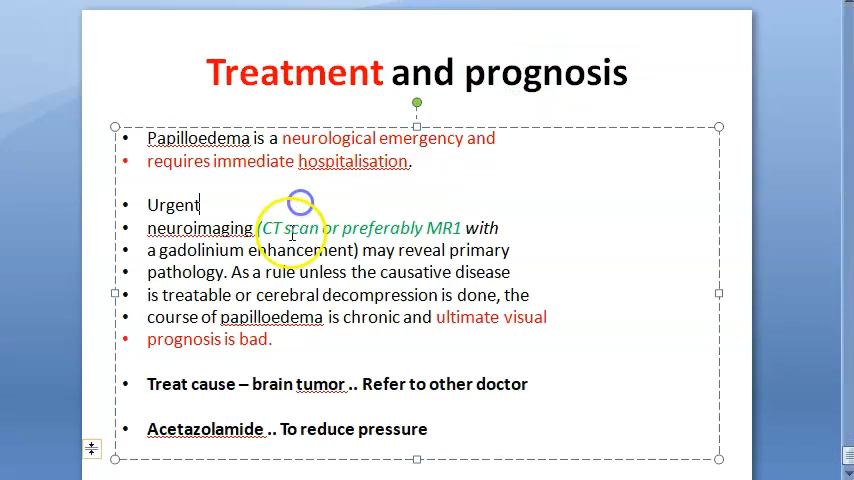 Treatment and prognosis
• Papilloedema is a neurological emergency and
• requires immediate hospitalisation.
• Urgent
• neuroimaging (CT scan or preferably MR1 with
• a gadolinium enhancement) may reveal primary
• pathology. As a rule unless the causative disease
• is treatable or cerebral decompression is done, the
• course of papilloedema is chronic and ultimate visual
• prognosis is bad.
• Treat cause – brain tumor .. Refer to other doctor
• Acetazolamide .. To reduce pressure